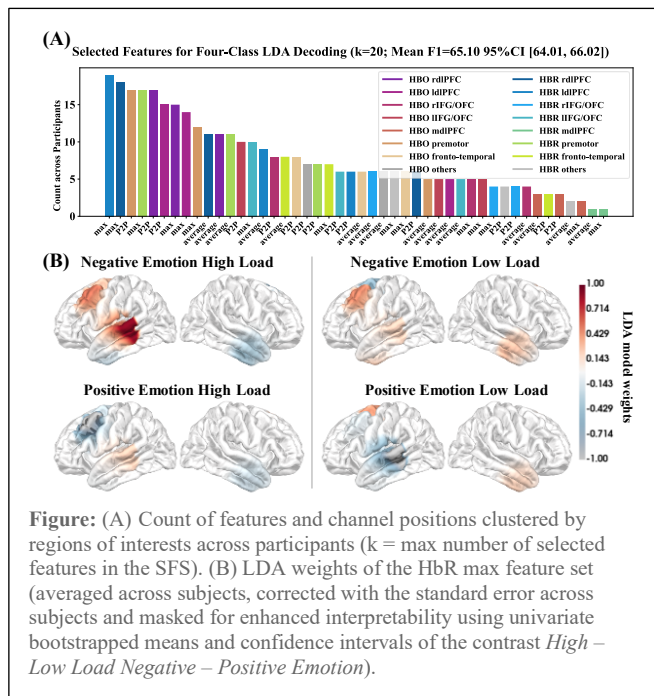 (A)
Selected Features for Four-Class LDA Decoding (k=20; Mean F1=65.10 95%CI [64.01, 66.02])
Count across Participants
15
10
5
0
HBO rdlPFC
HBO ldlPFC
HBO rIFG/OFC
HBO lIFG/OFC
HBO mdlPFC
HBO premotor
HBO fronto-temporal
HBO others
HBR rdlPFC
HBR ldlPFC
HBR rIFG/OFC
HBR lIFG/OFC
HBR mdlPFC
HBR premotor
HBR fronto-temporal
HBR others
max
max
P2P
(B)
Negative Emotion High Load
Negative Emotion Low Load
Positive Emotion High Load
Positive Emotion Low Load
1.00
0.714
0.429
0.143
-0.143
-0.429
-0.714
-1.00
LDA model weights
Figure: (A) Count of features and channel positions clustered by
regions of interests across participants (k = max number of selected
features in the SFS). (B) LDA weights of the HbR max feature set
(averaged across subjects, corrected with the standard error across
subjects and masked for enhanced interpretability using univariate
bootstrapped means and confidence intervals of the contrast High –
Low Load Negative – Positive Emotion).